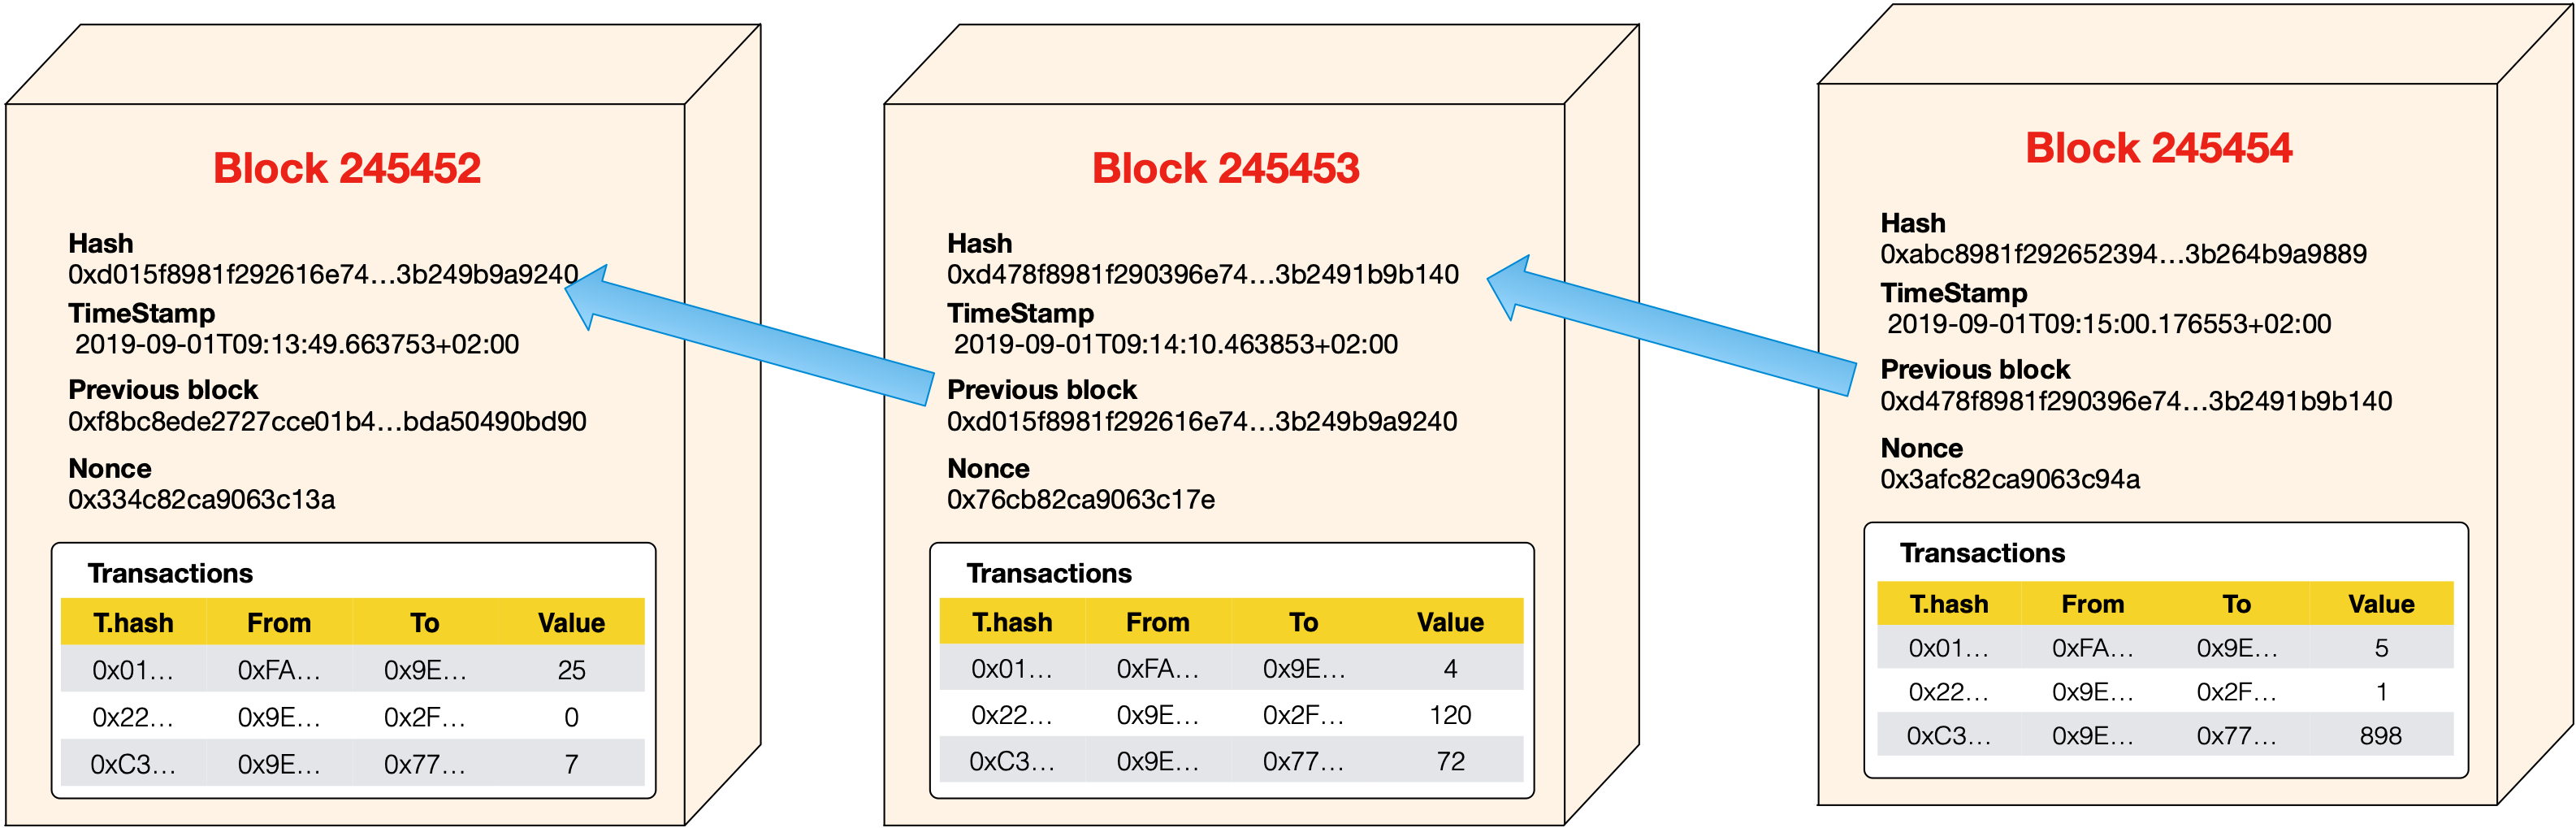 Block 245452
Hash
0xd015f8981f292616e74…3b249b9a9240
TimeStamp
2019-09-01T09:13:49.663753+02:00
Previous block
0xf8bc8ede2727cce01b4…bda50490bd90
Nonce
0x334c82ca9063c13a
Transactions
T.hash From To Value
0x01… 0xFA… 0x9E… 25
0x22… 0x9E… 0x2F… 0
0xC3… 0x9E… 0x77… 7
Block 245453
Hash
0xd478f8981f290396e74…3b2491b9b140
TimeStamp
2019-09-01T09:14:10.463853+02:00
Previous block
0xd015f8981f292616e74…3b249b9a9240
Nonce
0x76cb82ca9063c17e
Transactions
T.hash From To Value
0x01… 0xFA… 0x9E… 4
0x22… 0x9E… 0x2F… 120
0xC3… 0x9E… 0x77… 72
Block 245454
Hash
0xabc8981f292652394…3b264b9a9889
TimeStamp
2019-09-01T09:15:00.176553+02:00
Previous block
0xd478f8981f290396e74…3b2491b9b140
Nonce
0x3afc82ca9063c94a
Transactions
T.hash From To Value
0x01… 0xFA… 0x9E… 5
0x22… 0x9E… 0x2F… 1
0xC3… 0x9E… 0x77… 898